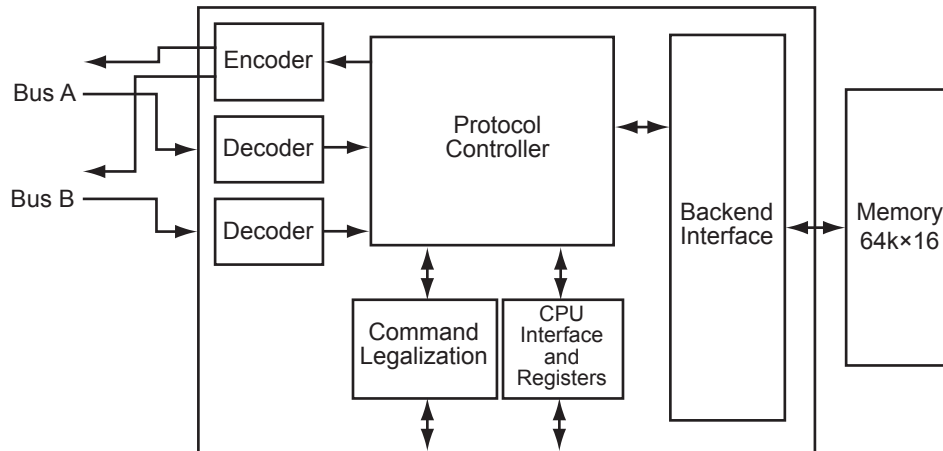 Encoder
Bus A
Decoder
Protocol
Controller
Bus B
Decoder
Backend
Interface
Memory
64k×16
Command
Legalization
CPU
Interface
and
Registers